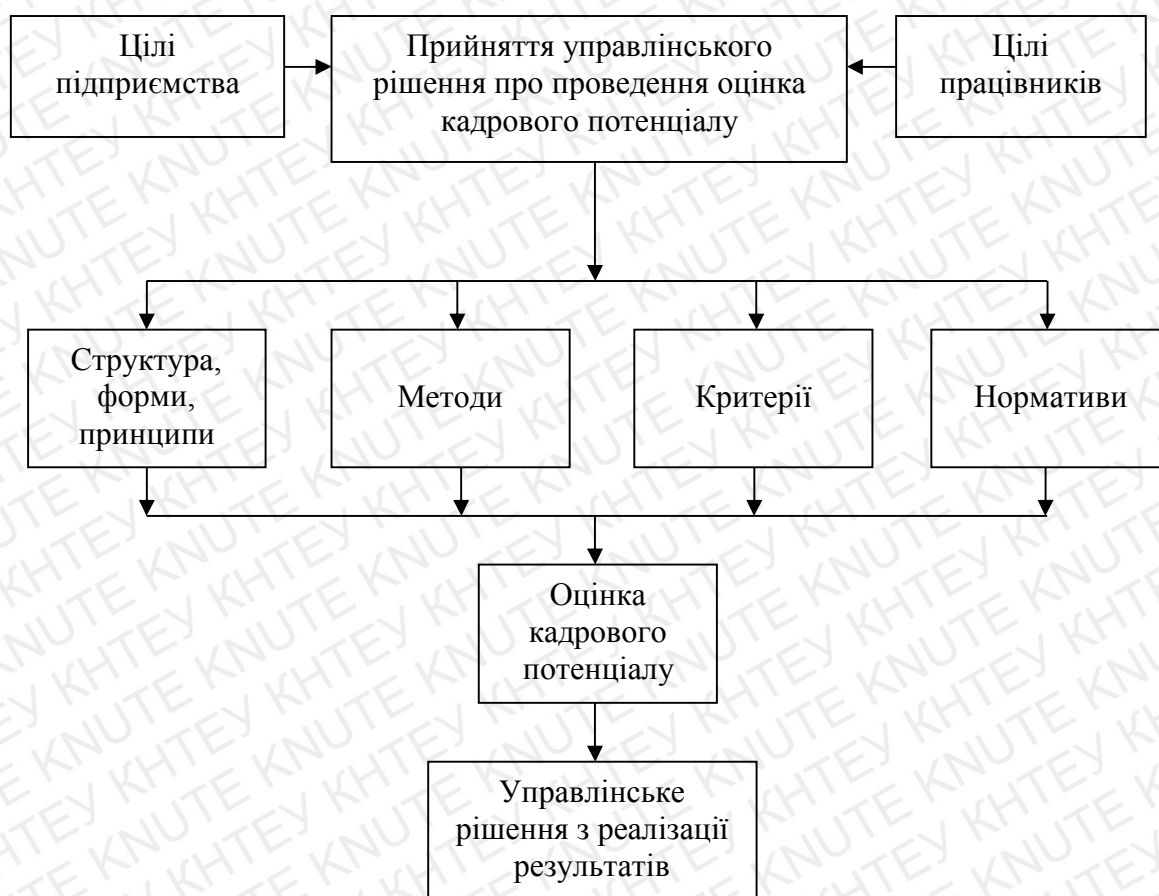 Цілі
підприємства
Прийняття управлінського
рішення про проведення оцінка
кадрового потенціалу
Цілі
працівників
Структура,
форми,
принципи
Методи
Критерії
Нормативи
Оцінка
кадрового
потенціалу
Управлінське
рішення з реалізації
результатів